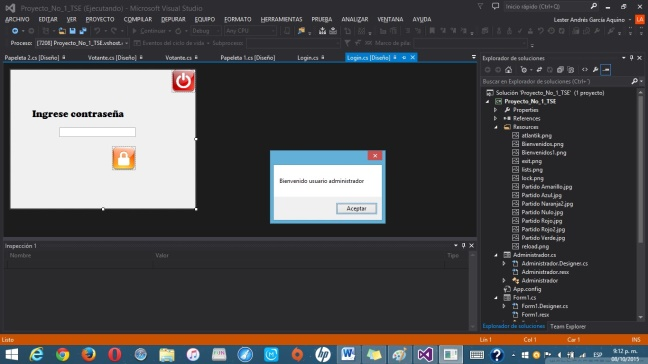 Proyecto_No_1_TSE (Ejecutando) - Microsoft Visual Studio
Inicio rápido (Ctrl+Q)
ARCHIVO EDITAR VER PROYECTO COMPILAR DEPURAR EQUIPO FORMATO HERRAMIENTAS PRUEBA ANALIZAR VENTANA AYUDA
Lester Andrés García Aquino LA
Continuar Debug Any CPU
Proceso: [7208] Proyecto_No_1_TSE.vshost. Eventos del ciclo de vida Subproceso: Marco de pila:
Papeleta 2.cs [Diseño] Votante.cs [Diseño] Votante.cs Papeleta 1.cs [Diseño] Login.cs Login.cs [Diseño]
Ingrese contraseña
Bienvenido usuario administrador
Aceptar
Explorador de soluciones
Buscar en Explorador de soluciones (Ctrl+')
Solución 'Proyecto_No_1_TSE' (1 proyecto)
Proyecto_No_1_TSE
Properties
References
Resources
atlantik.png
Bienvenidos.png
Bienvenidos1.png
exit.png
lists.png
lock.png
Partido Amarillo.jpg
Partido Azul.jpg
Partido Naranja2.jpg
Partido Nulo.jpg
Partido Rojo.jpg
Partido Rojo2.jpg
Partido Verde.jpg
reload.png
Administrador.cs
Administrador.Designer.cs
Administrador.resx
Administrador
App.config
Form1.cs
Form1.Designer.cs
Form1.resx
Explorador de soluciones Team Explorer
Inspección 1
Nombre Valor Tipo
Listo Lín 1 Col 1 Car 1 INS
ESP 9:12 p. m.
08/10/2015